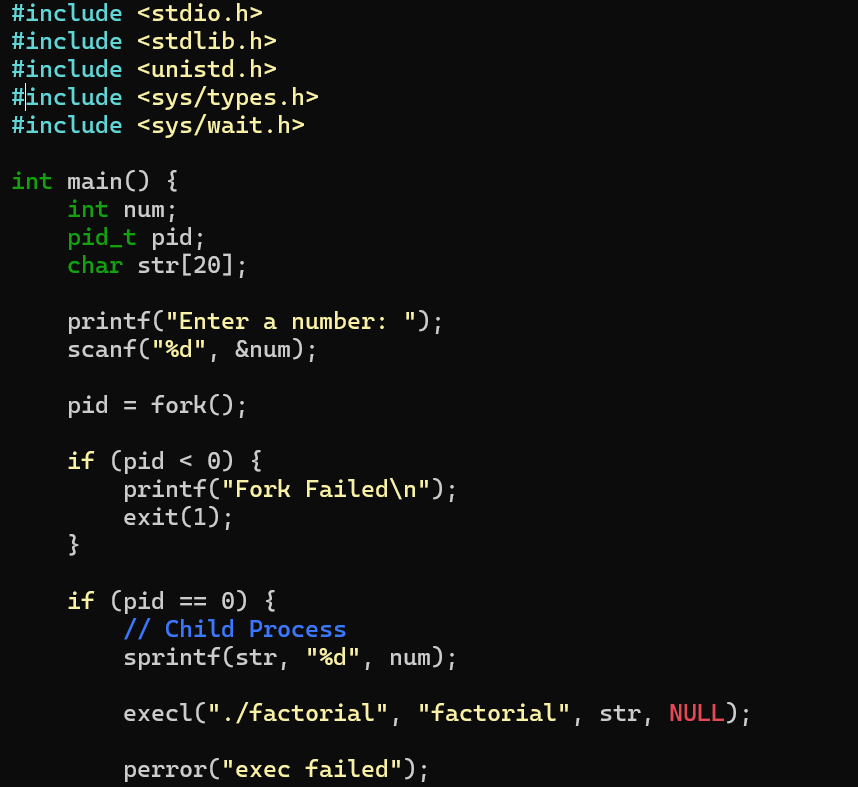 #include <stdio.h>
#include <stdlib.h>
#include <unistd.h>
#include <sys/types.h>
#include <sys/wait.h>

int main() {
    int num;
    pid_t pid;
    char str[20];

    printf("Enter a number: ");
    scanf("%d", &num);

    pid = fork();

    if (pid < 0) {
        printf("Fork Failed\n");
        exit(1);
    }

    if (pid == 0) {
        // Child Process
        sprintf(str, "%d", num);

        execl("./factorial", "factorial", str, NULL);

        perror("exec failed");